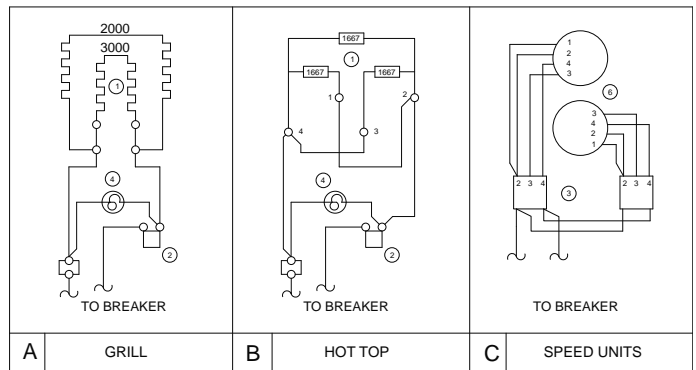 2000
3000
1
4
2
TO BREAKER
A GRILL
1667
1
1667 1667
1 2
4 3
4
2
TO BREAKER
B HOT TOP
1
2
4
3
6
3
4
2
1
2 3 4
3
2 3 4
TO BREAKER
C SPEED UNITS